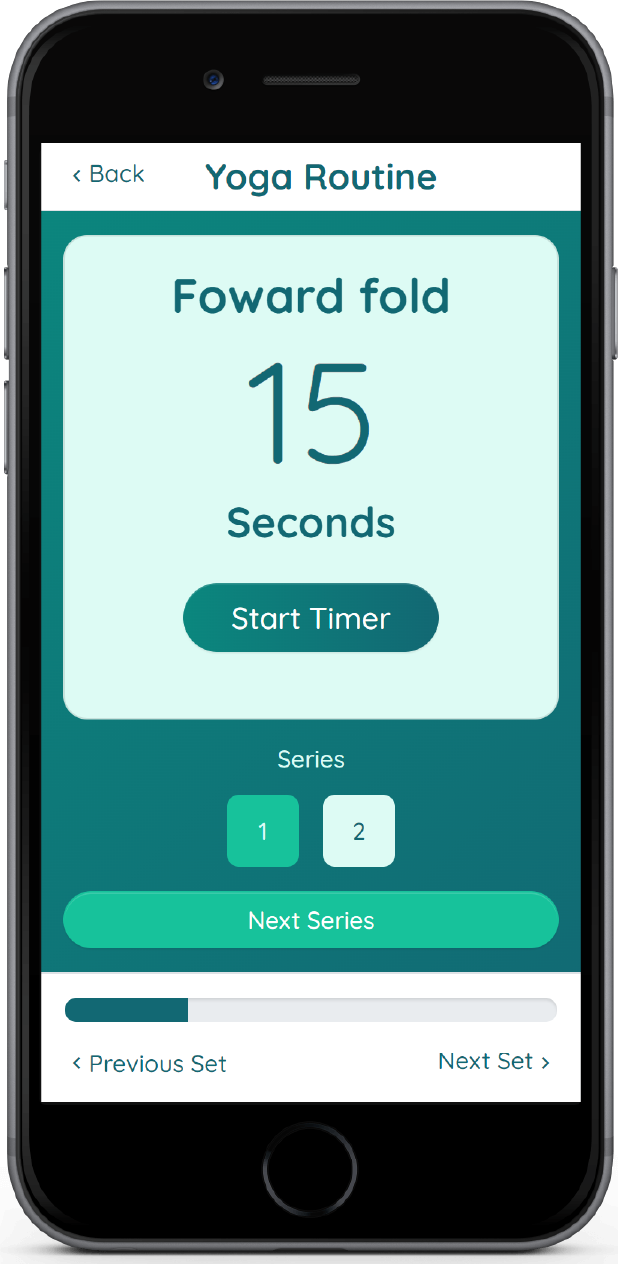 ‹ Back Yoga Routine
Foward fold
15
Seconds
Start Timer
Series
1 2
Next Series
‹ Previous Set Next Set ›